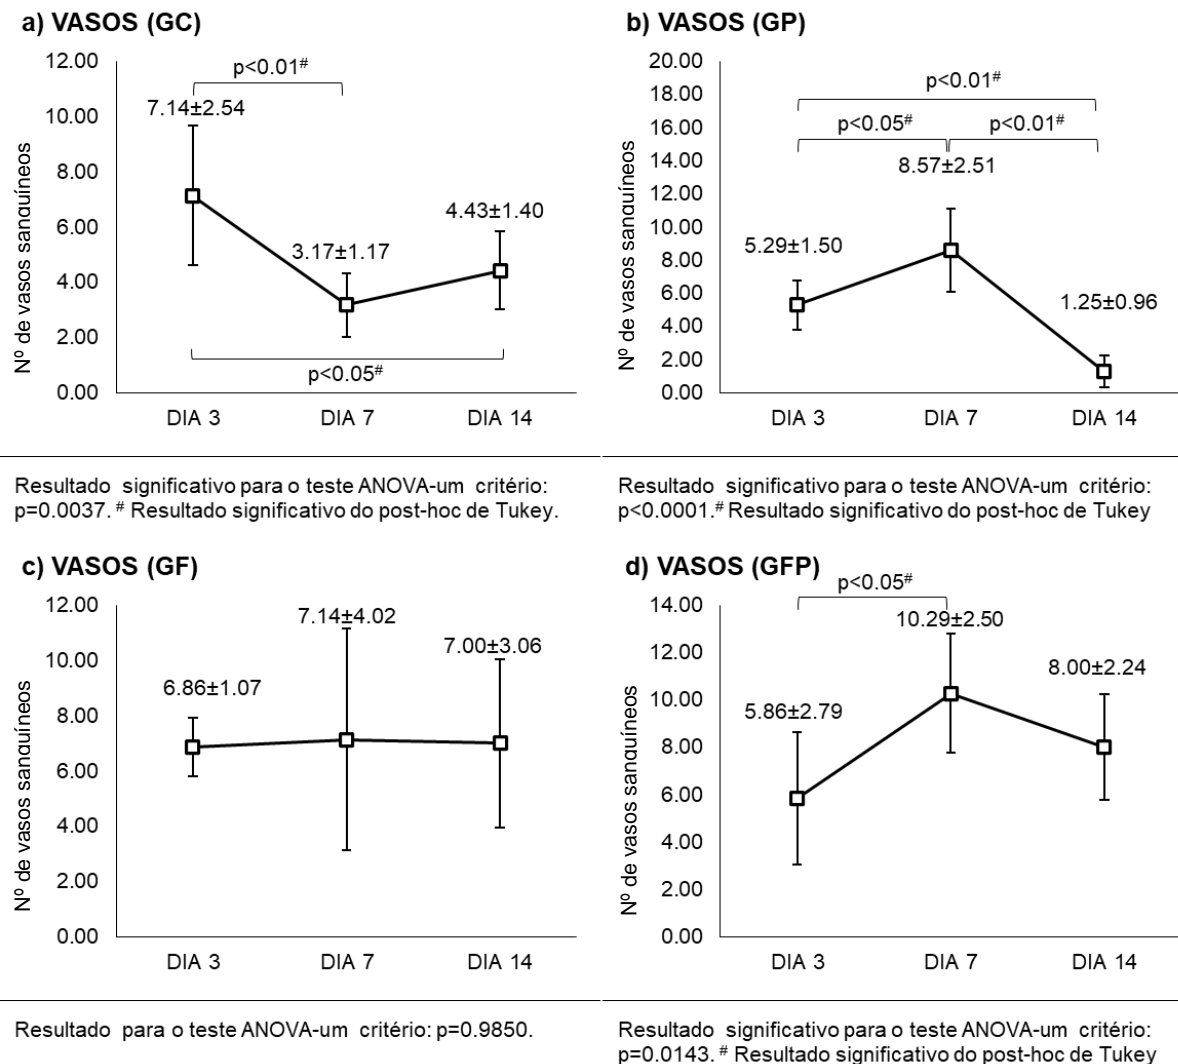 a) VASOS (GC)
Nº de vasos sanguíneos
12.00
10.00
8.00
6.00
4.00
2.00
0.00
p<0.01#
7.14±2.54
3.17±1.17
4.43±1.40
p<0.05#
DIA 3 DIA 7 DIA 14
Resultado significativo para o teste ANOVA-um critério:
p=0.0037. # Resultado significativo do post-hoc de Tukey.
b) VASOS (GP)
Nº de vasos sanguíneos
20.00
18.00
16.00
14.00
12.00
10.00
8.00
6.00
4.00
2.00
0.00
p<0.01#
p<0.05# p<0.01#
8.57±2.51
5.29±1.50
1.25±0.96
DIA 3 DIA 7 DIA 14
Resultado significativo para o teste ANOVA-um critério:
p<0.0001.# Resultado significativo do post-hoc de Tukey
c) VASOS (GF)
Nº de vasos sanguíneos
12.00
10.00
8.00
6.00
4.00
2.00
0.00
7.14±4.02
7.00±3.06
6.86±1.07
DIA 3 DIA 7 DIA 14
Resultado para o teste ANOVA-um critério: p=0.9850.
d) VASOS (GFP)
Nº de vasos sanguíneos
14.00
12.00
10.00
8.00
6.00
4.00
2.00
0.00
p<0.05#
10.29±2.50
8.00±2.24
5.86±2.79
DIA 3 DIA 7 DIA 14
Resultado significativo para o teste ANOVA-um critério:
p=0.0143. # Resultado significativo do post-hoc de Tukey